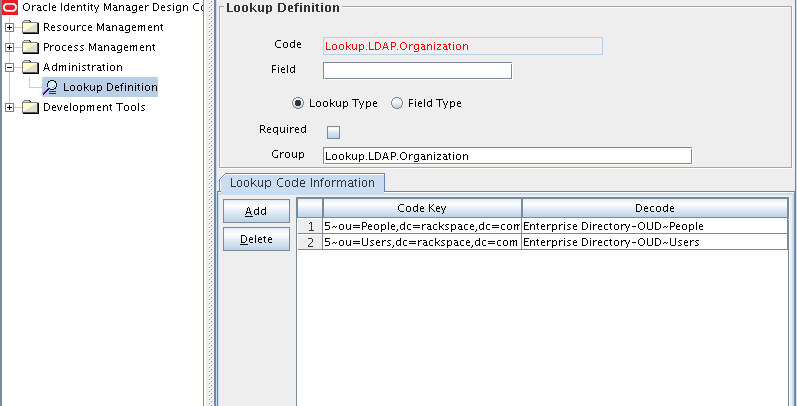 Oracle Identity Manager Design Co
Resource Management
Process Management
Administration
Lookup Definition
Development Tools
Lookup Definition
Code Lookup.LDAP.Organization
Field
Lookup Type Field Type
Required
Group Lookup.LDAP.Organization
Lookup Code Information
Add
Delete
Code Key Decode
1 5~ou=People,dc=rackspace,dc=com Enterprise Directory-OUD~People
2 5~ou=Users,dc=rackspace,dc=com Enterprise Directory-OUD~Users